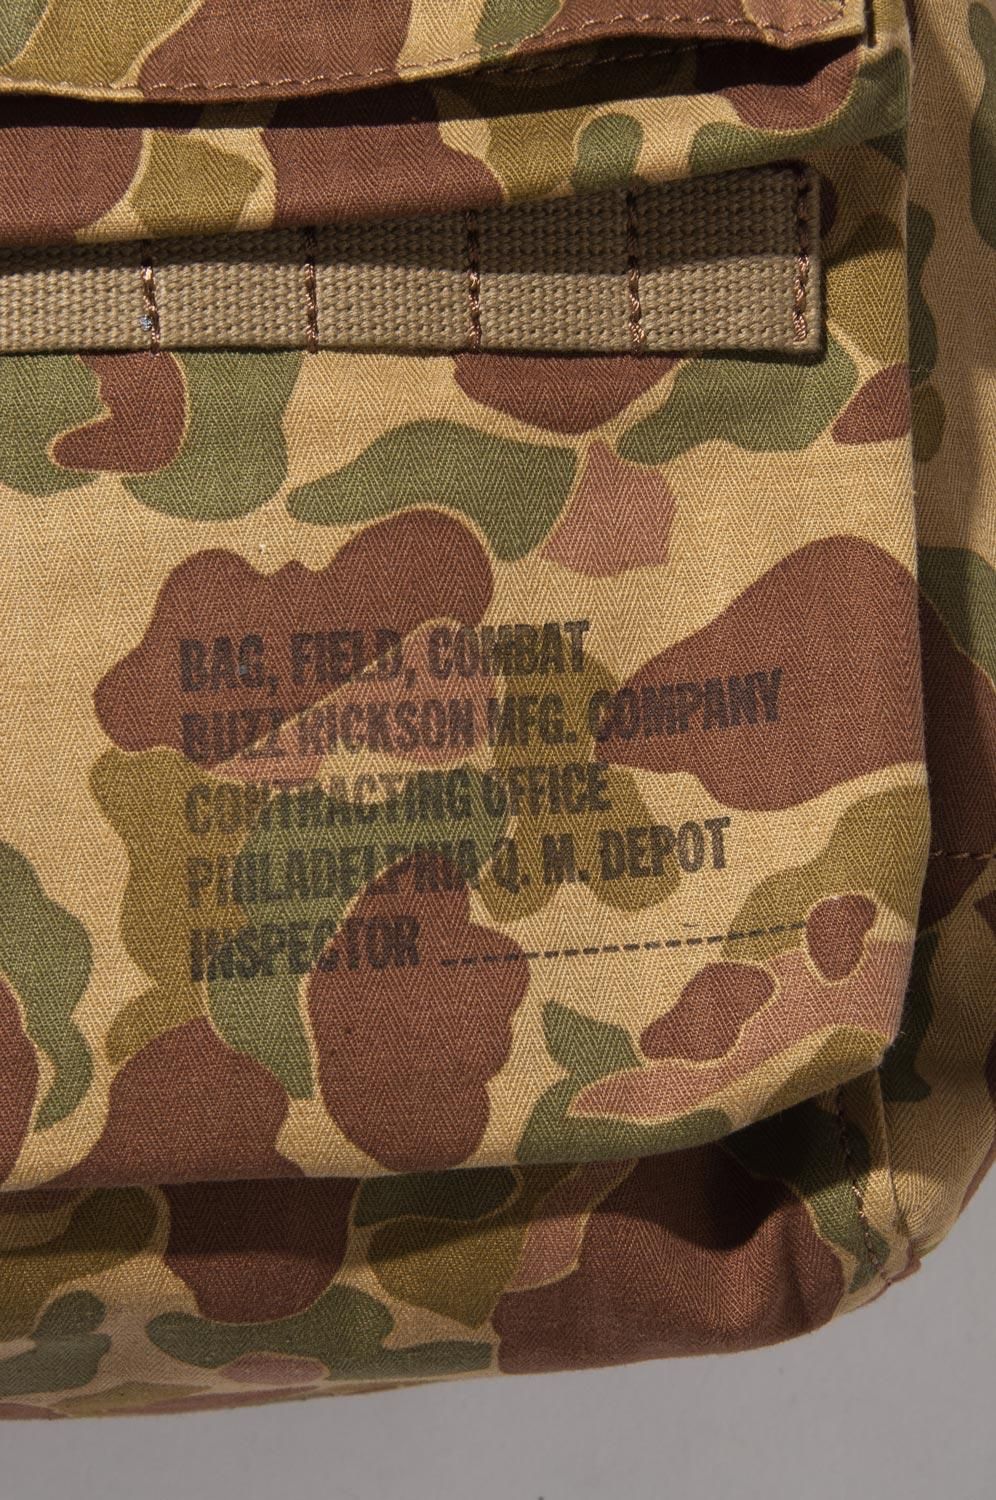 BAG, FIELD, COMBAT
BUZZ RICKSON MFG. COMPANY
CONTRACTING OFFICE
PHILADELPHIA Q. M. DEPOT
INSPECTOR